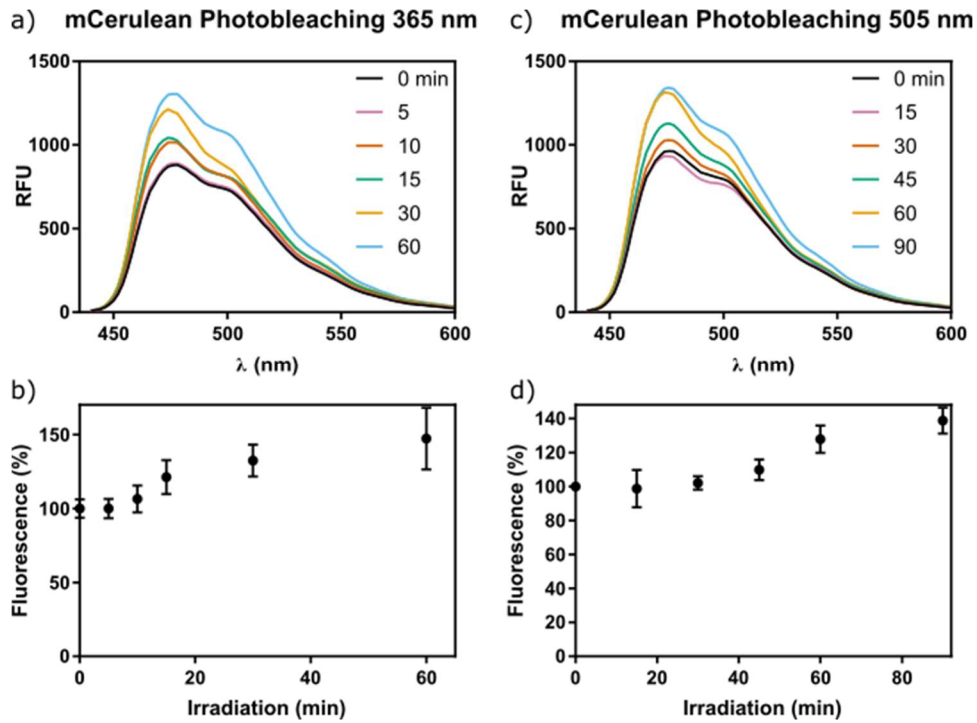 a) mCerulean Photobleaching 365 nm
1500
1000
500
0
RFU
0 min
5
10
15
30
60
450 500 550 600
λ (nm)
c) mCerulean Photobleaching 505 nm
1500
1000
500
0
RFU
0 min
15
30
45
60
90
450 500 550 600
λ (nm)
b)
150
100
50
0
Fluorescence (%)
0 20 40 60
Irradiation (min)
d)
140
120
100
80
60
40
20
0
Fluorescence (%)
0 20 40 60 80
Irradiation (min)